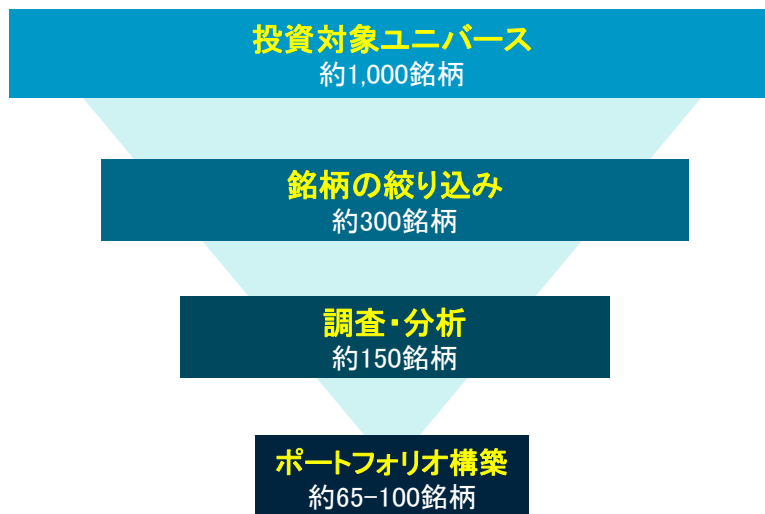 投資対象ユニバース
約1,000銘柄
銘柄の絞り込み
約300銘柄
調査・分析
約150銘柄
ポートフォリオ構築
約65-100銘柄